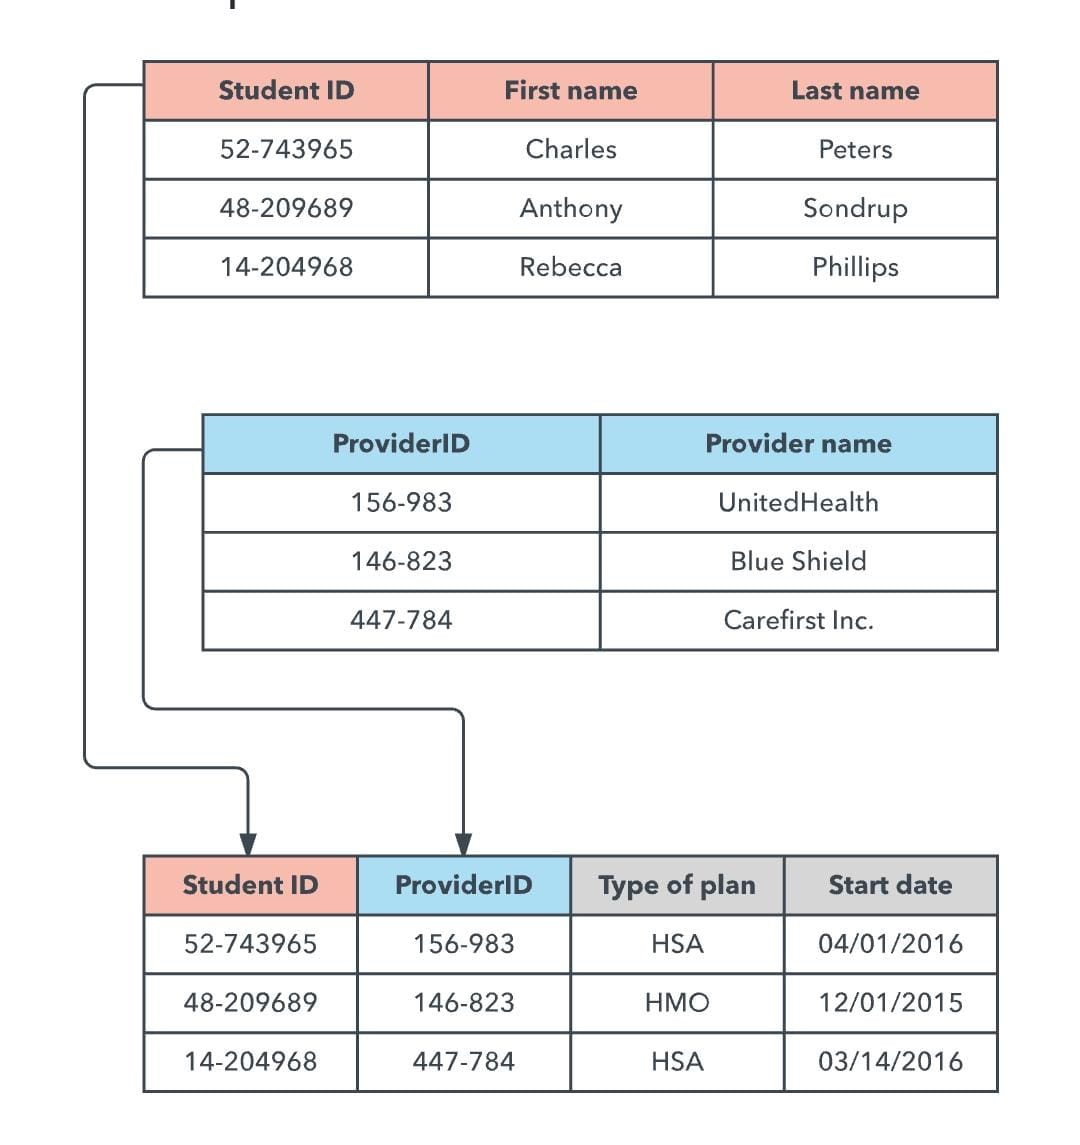 Student ID First name Last name
52-743965 Charles Peters
48-209689 Anthony Sondrup
14-204968 Rebecca Phillips
ProviderID Provider name
156-983 UnitedHealth
146-823 Blue Shield
447-784 Carefirst Inc.
Student ID ProviderID Type of plan Start date
52-743965 156-983 HSA 04/01/2016
48-209689 146-823 HMO 12/01/2015
14-204968 447-784 HSA 03/14/2016